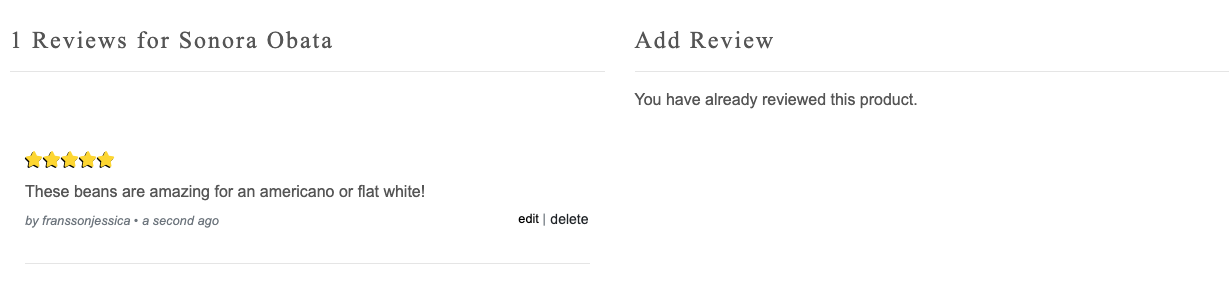 1 Reviews for Sonora Obata
Add Review
You have already reviewed this product.
These beans are amazing for an americano or flat white!
by franssonjessica • a second ago
edit | delete